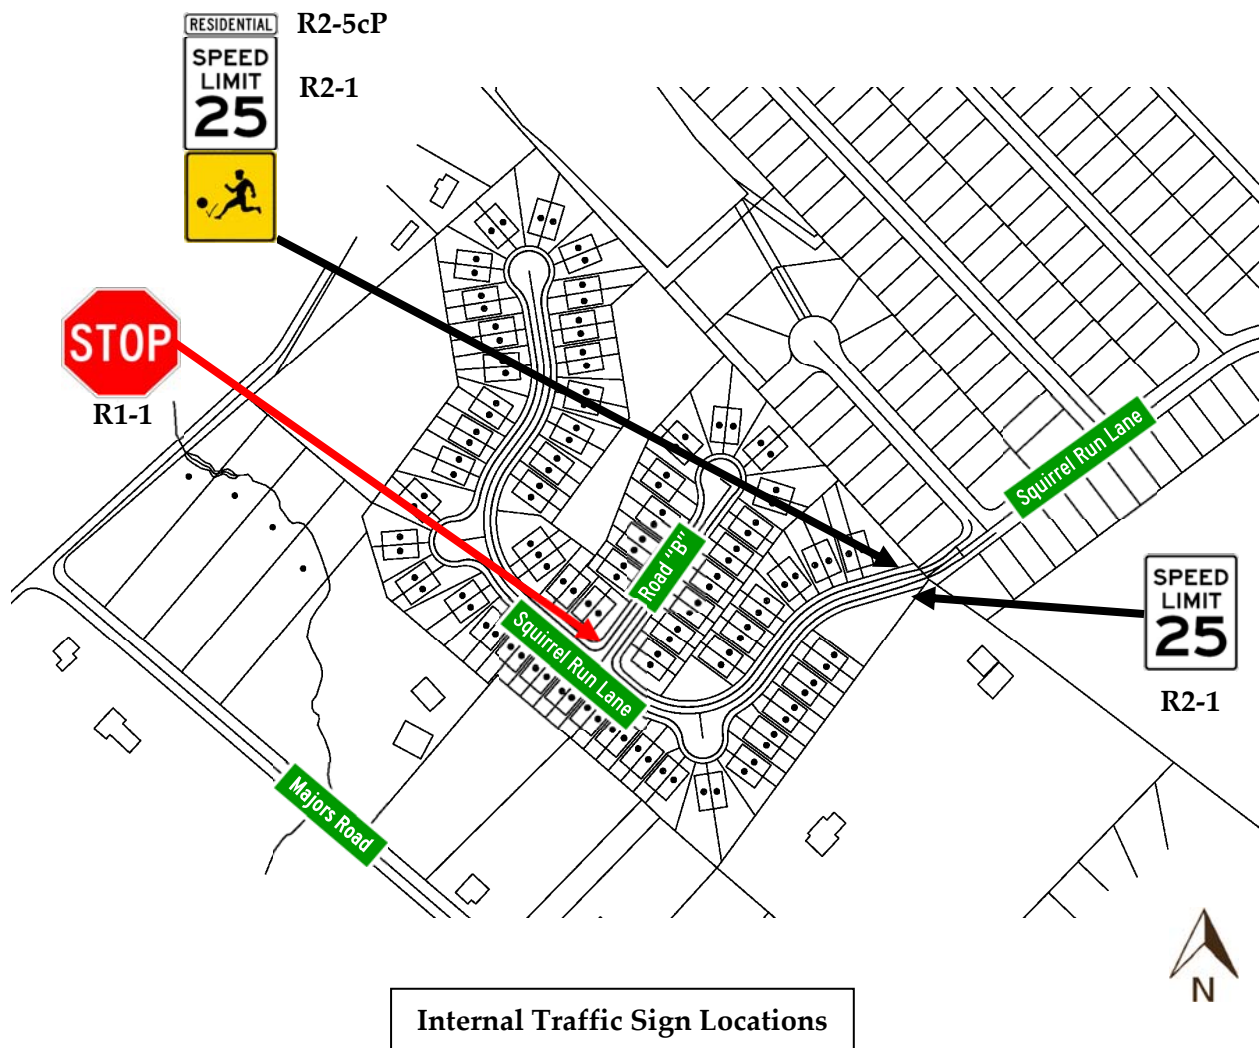 RESIDENTIAL
R2-5cP
SPEED
LIMIT
25
R2-1
STOP
R1-1
Squirrel Run Lane
Road "B"
SPEED
LIMIT
25
R2-1
Squirrel Run Lane
Majors Road
N
Internal Traffic Sign Locations